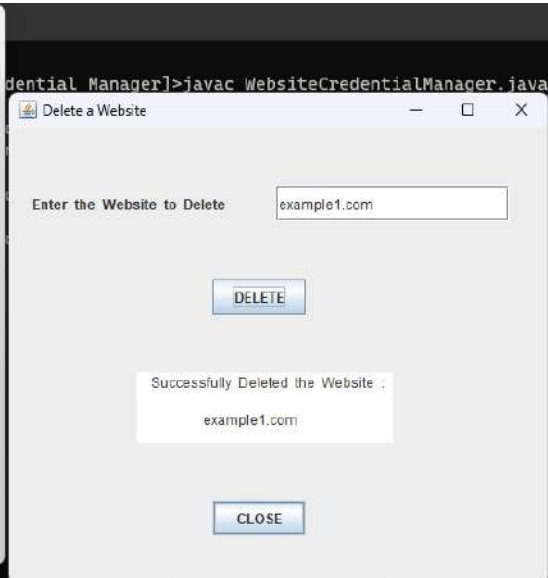 dential Manager]>javac WebsiteCredentialManager.java
Delete a Website
Enter the Website to Delete
example1.com
DELETE
Successfully Deleted the Website :
example1.com
CLOSE